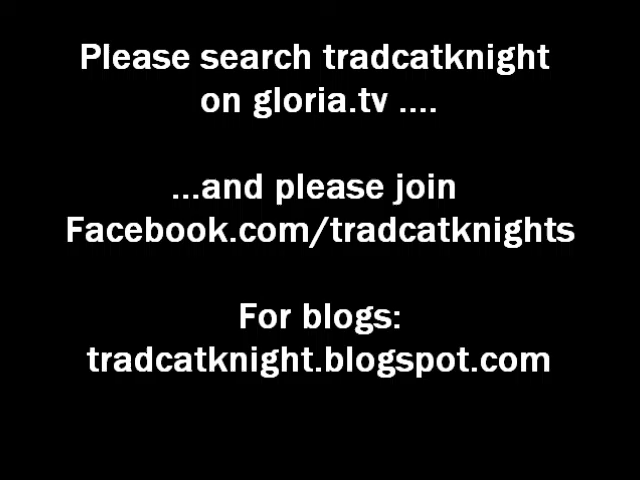 Please search tradcatknight
on gloria.tv ....
...and please join
Facebook.com/tradcatknights
For blogs:
tradcatknight.blogspot.com